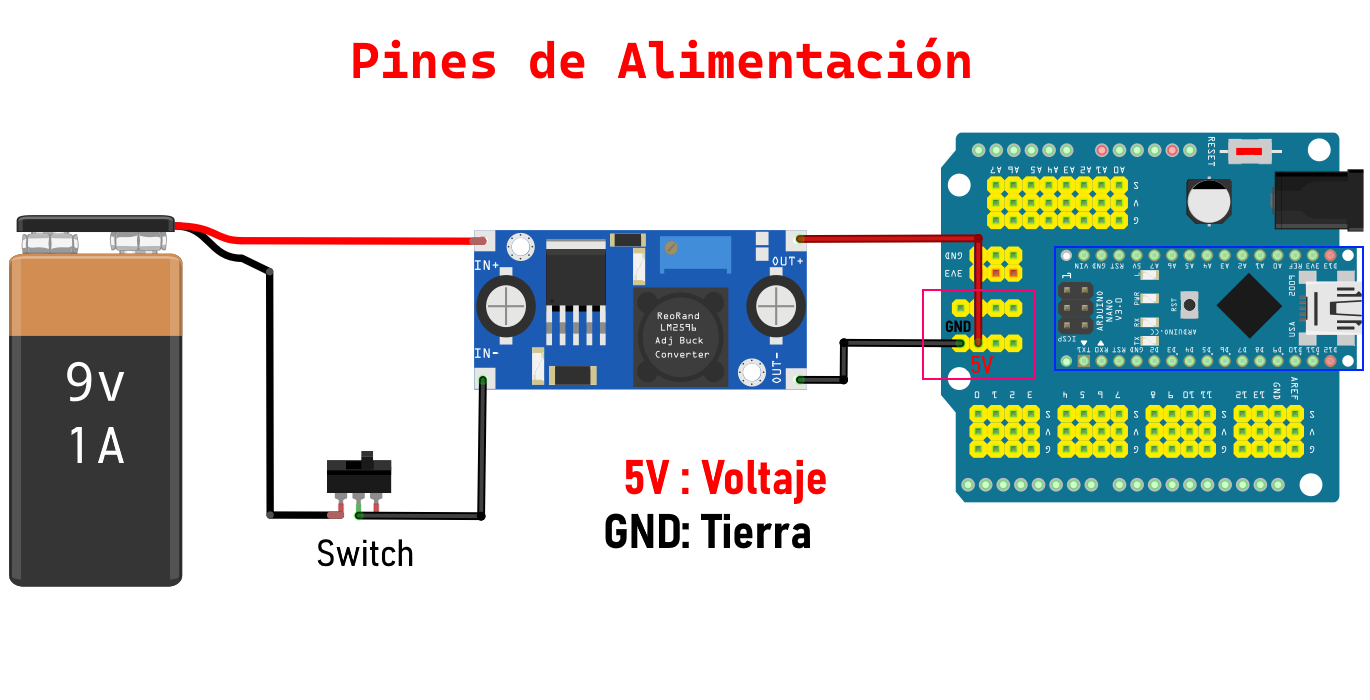 Pines de Alimentación
RESET
A7 A6 A5 A4 A3 A2 A1 A0
S
V
G
9v
1A
IN+
IN-
OUT+
OUT-
ReoRand
LM2596
Adj Buck
Converter
GND
3V3
GND
5V
VIN GND RST 5V A7 A6 A5 A4 A3 A2 A1 A0 REF 3V3 D13
L
PWR
RX
TX
RST
ARDUINO
NANO
V3.0
ICSP
ARDUINO.CC
USA
TX1 RX0 RST GND D2 D3 D4 D5 D6 D7 D8 D9 D10 D11 D12
0 1 2 3 4 5 6 7 8 9 10 11 12 13 GND AREF
S S S S
V V V V
G G G G
Switch
5V : Voltaje
GND: Tierra